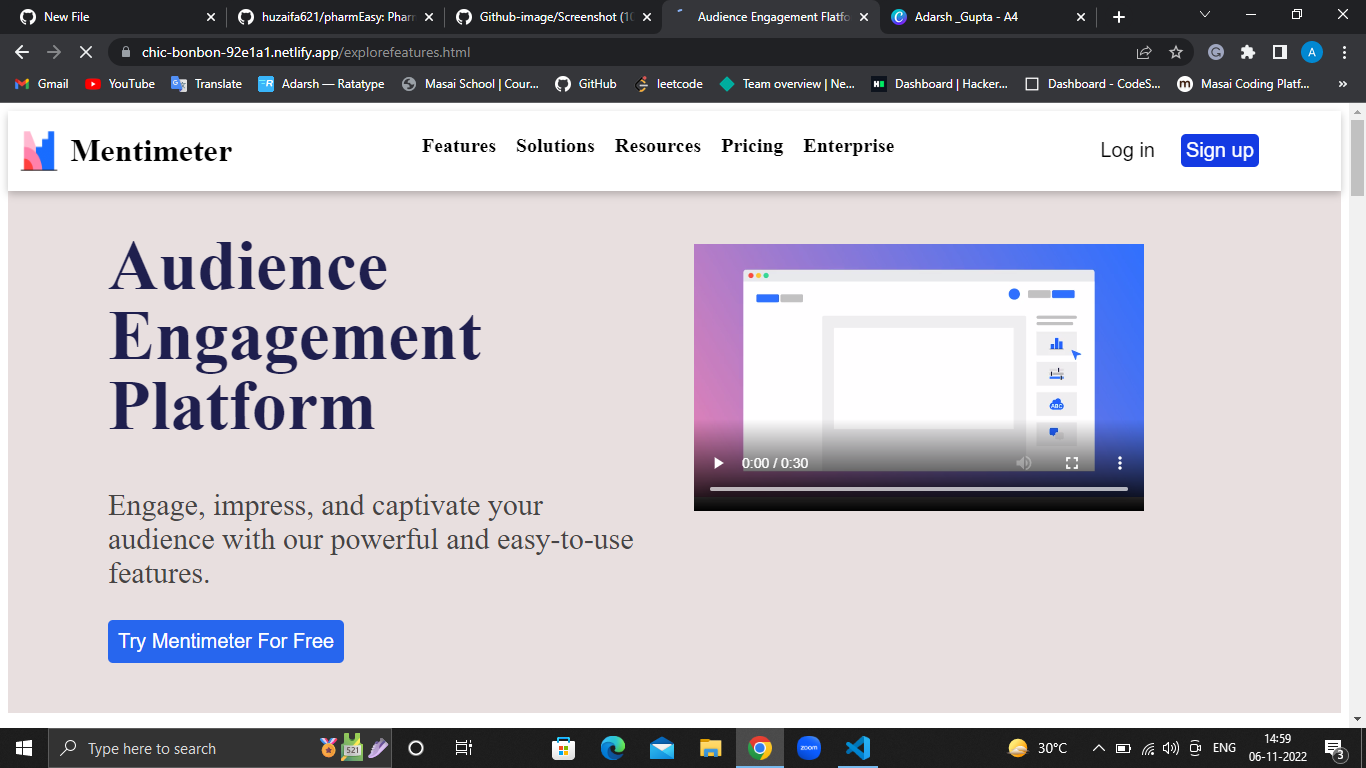 New File
huzaifa621/pharmEasy: Pharm
Github-image/Screenshot (10
Audience Engagement Flatfo
Adarsh _Gupta - A4
chic-bonbon-92e1a1.netlify.app/explorefeatures.html
A
Gmail
YouTube
Translate
Adarsh — Ratatype
Masai School | Cour...
GitHub
leetcode
Team overview | Ne...
Dashboard | Hacker...
Dashboard - CodeS...
Masai Coding Platf...
»
Mentimeter
Features
Solutions
Resources
Pricing
Enterprise
Log in
Sign up
Audience
Engagement
Platform
ABC
0:00 / 0:30
Engage, impress, and captivate your
audience with our powerful and easy-to-use
features.
Try Mentimeter For Free
Type here to search
521
zoom
30°C
ENG
14:59
06-11-2022
3